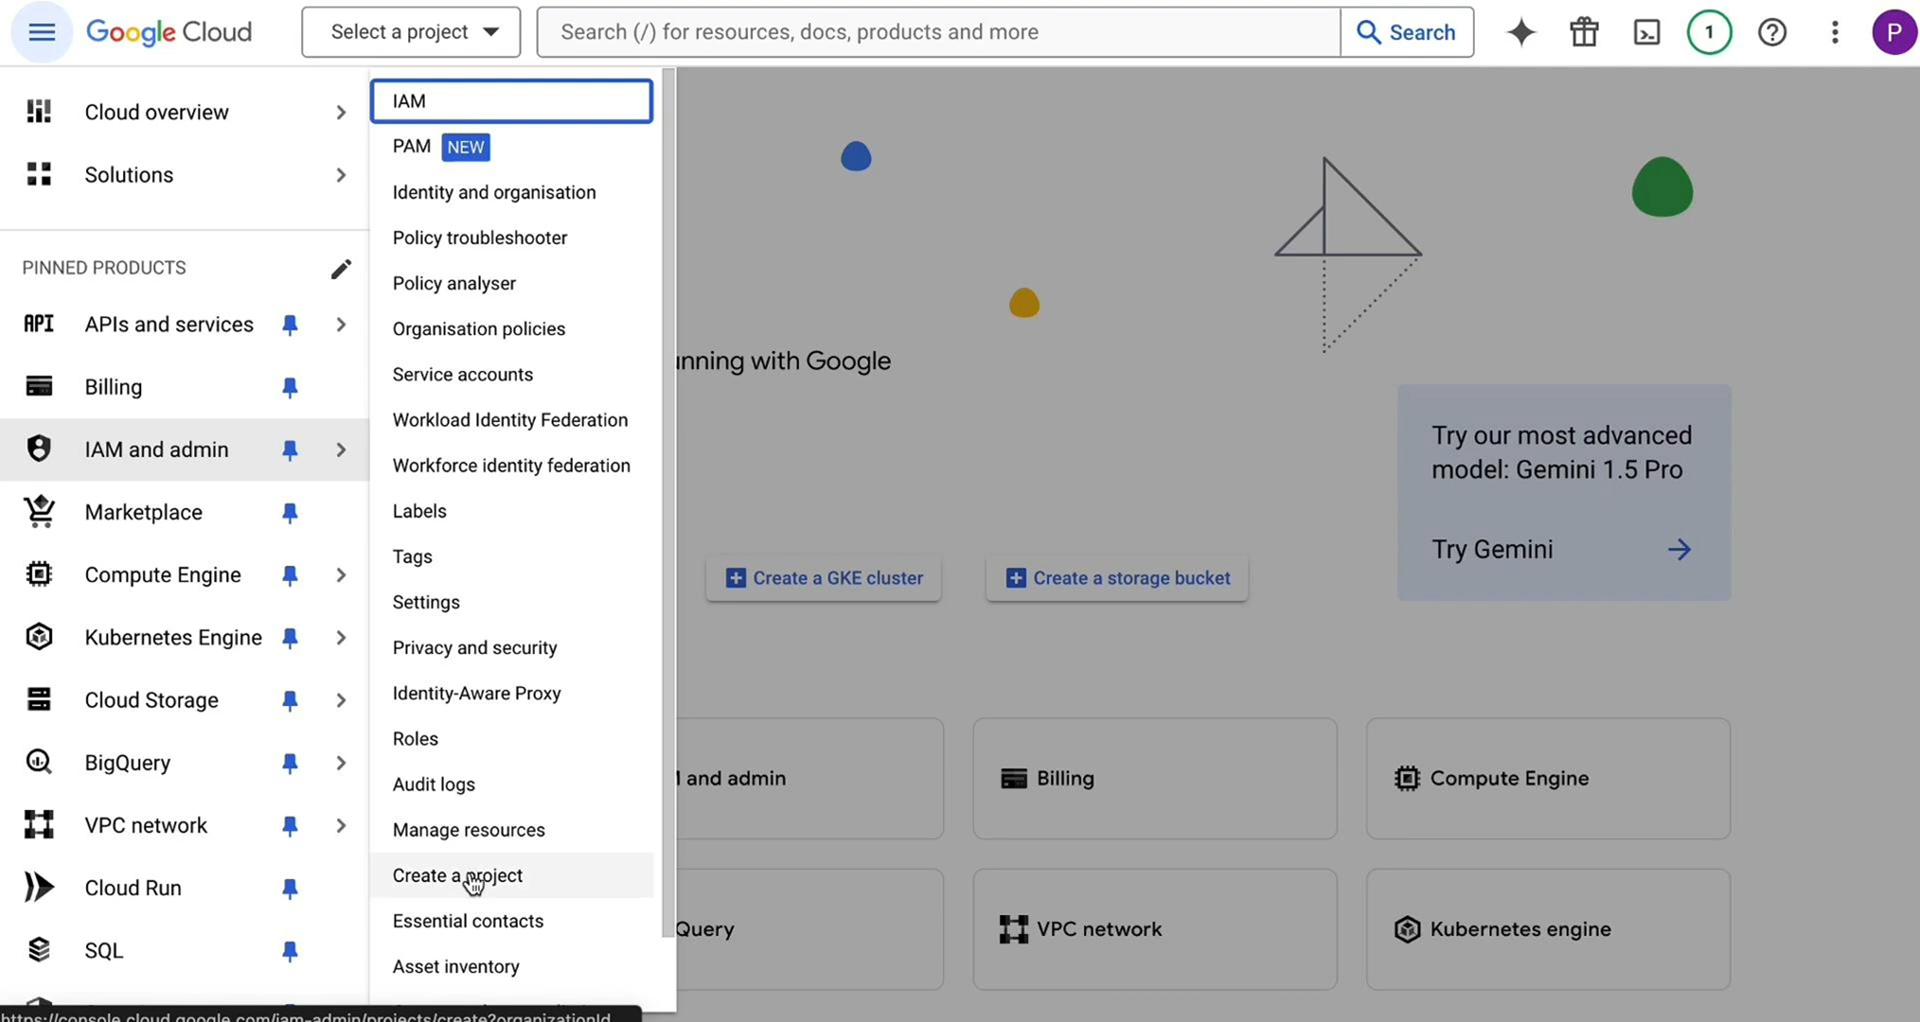 Google Cloud
Select a project
Search (/) for resources, docs, products and more
Search
1
P
Cloud overview
Solutions
PINNED PRODUCTS
API APIs and services
Billing
IAM and admin
Marketplace
Compute Engine
Kubernetes Engine
Cloud Storage
BigQuery
VPC network
Cloud Run
SQL
IAM
PAM NEW
Identity and organisation
Policy troubleshooter
Policy analyser
Organisation policies
Service accounts
Workload Identity Federation
Workforce identity federation
Labels
Tags
Settings
Privacy and security
Identity-Aware Proxy
Roles
Audit logs
Manage resources
Create a project
Essential contacts
Asset inventory
unning with Google
Try our most advanced
model: Gemini 1.5 Pro
Try Gemini
Create a GKE cluster
Create a storage bucket
and admin
Billing
Compute Engine
Query
VPC network
Kubernetes engine
https://console.cloud.google.com/iam-admin/projects/create?organizationId